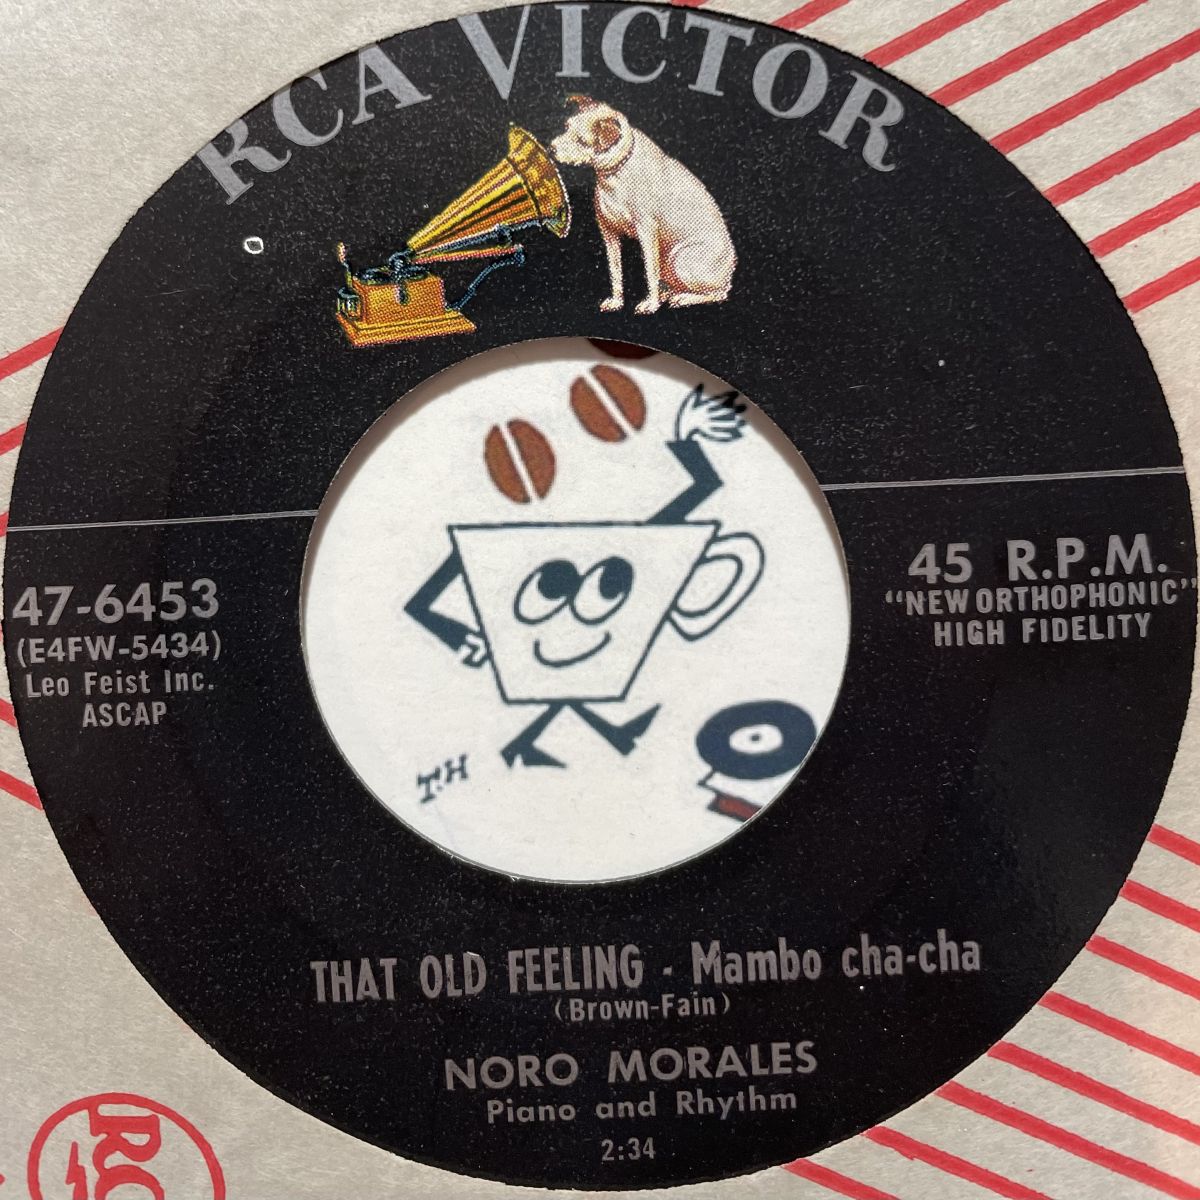 RCA VICTOR
47-6453
(E4FW-5434)
Leo Feist Inc.
ASCAP
45 R.P.M.
"NEW ORTHOPHONIC"
HIGH FIDELITY
T.H
THAT OLD FEELING - Mambo cha-cha
(Brown-Fain)
NORO MORALES
Piano and Rhythm
2:34